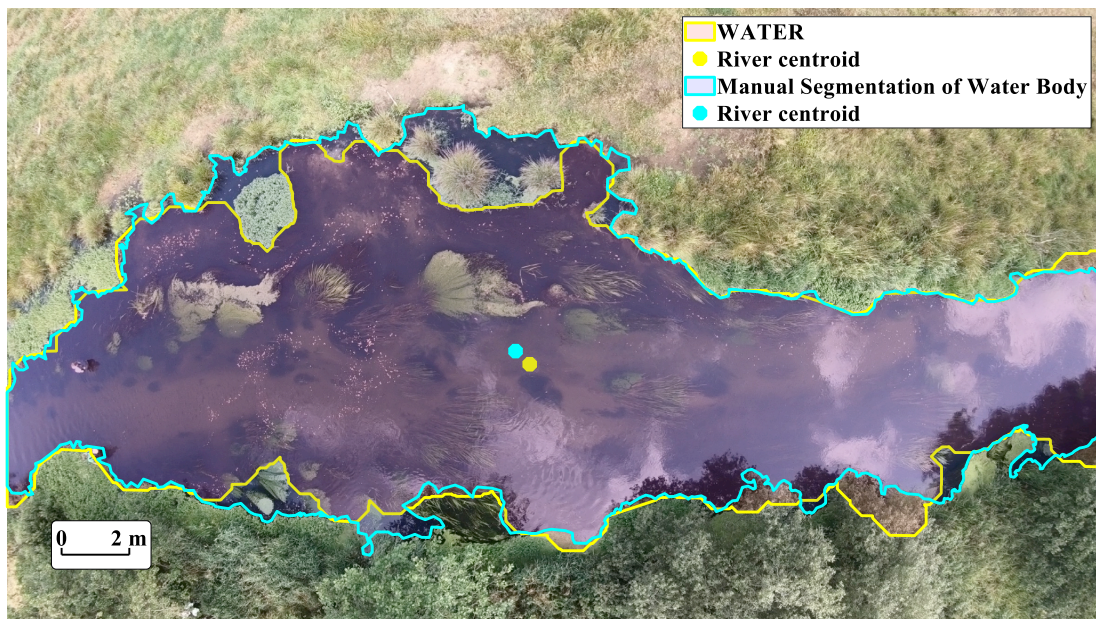 WATER
River centroid
Manual Segmentation of Water Body
River centroid
0 2 m